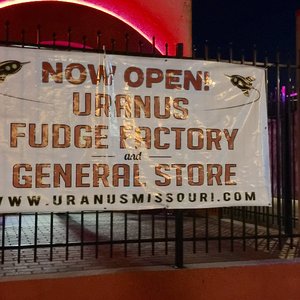 NOW OPEN!
URANUS
FUDGE FACTORY
and
GENERAL STORE
WWW.URANUSMISSOURI.COM